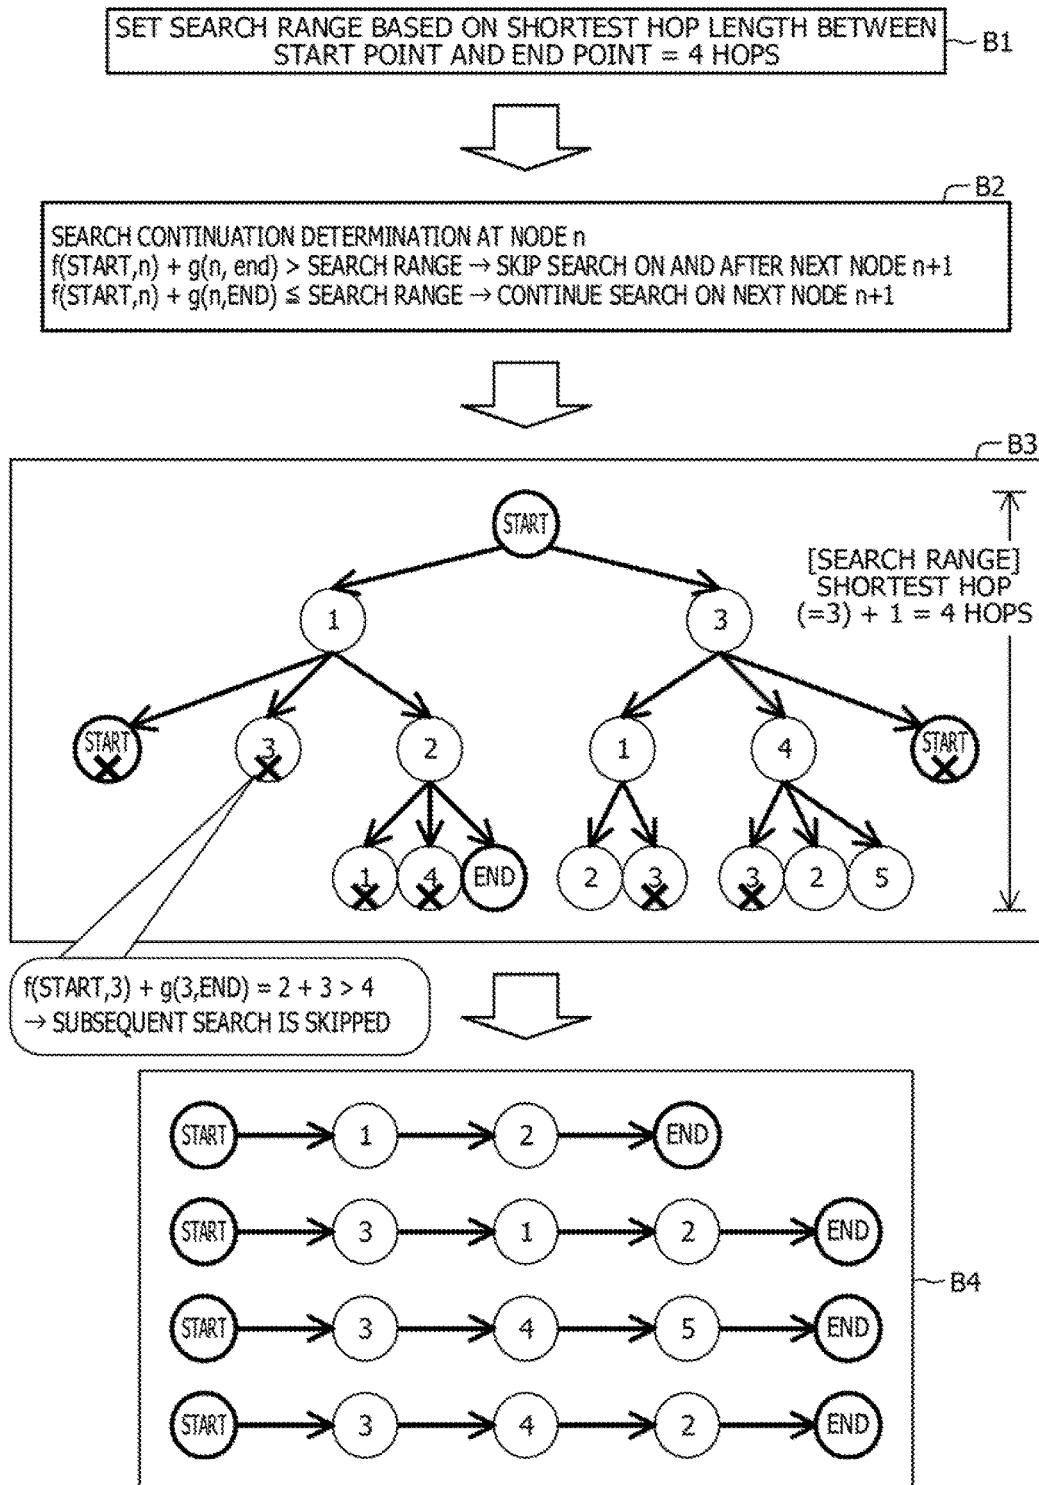 SET SEARCH RANGE BASED ON SHORTEST HOP LENGTH BETWEEN
START POINT AND END POINT = 4 HOPS
B1
B2
SEARCH CONTINUATION DETERMINATION AT NODE n
f(START,n) + g(n, end) > SEARCH RANGE → SKIP SEARCH ON AND AFTER NEXT NODE n+1
f(START,n) + g(n,END) ≦ SEARCH RANGE → CONTINUE SEARCH ON NEXT NODE n+1
B3
START
[SEARCH RANGE]
SHORTEST HOP
(=3) + 1 = 4 HOPS
1 3
START 3 2 1 4 START
1 4 END 2 3 3 2 5
f(START,3) + g(3,END) = 2 + 3 > 4
→ SUBSEQUENT SEARCH IS SKIPPED
START 1 2 END
START 3 1 2 END
B4
START 3 4 5 END
START 3 4 2 END